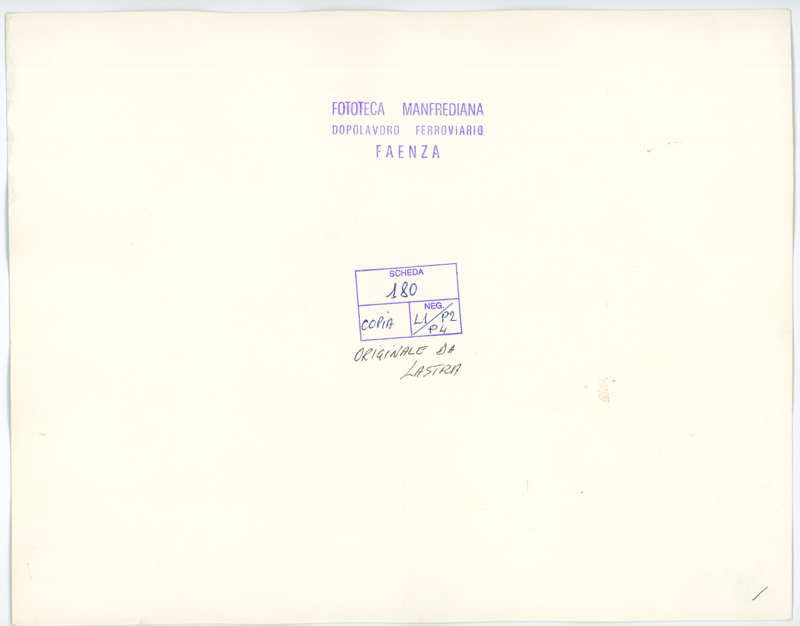 FOTOTECA MANFREDIANA
DOPOLAVORO FERROVIARIO
FAENZA
SCHEDA
180
COPIA
NEG.
L1/P2/
P4
ORIGINALE DA
LASTRA
/